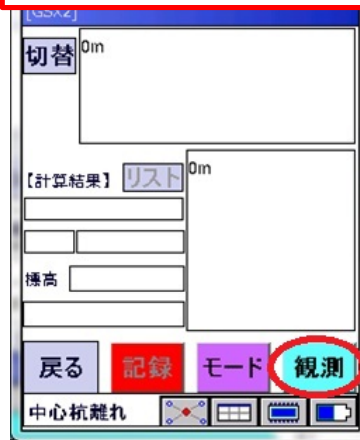 [GSX2]
切替
0m
【計算結果】 リスト
0m
標高
戻る 記録 モード 観測
中心杭離れ